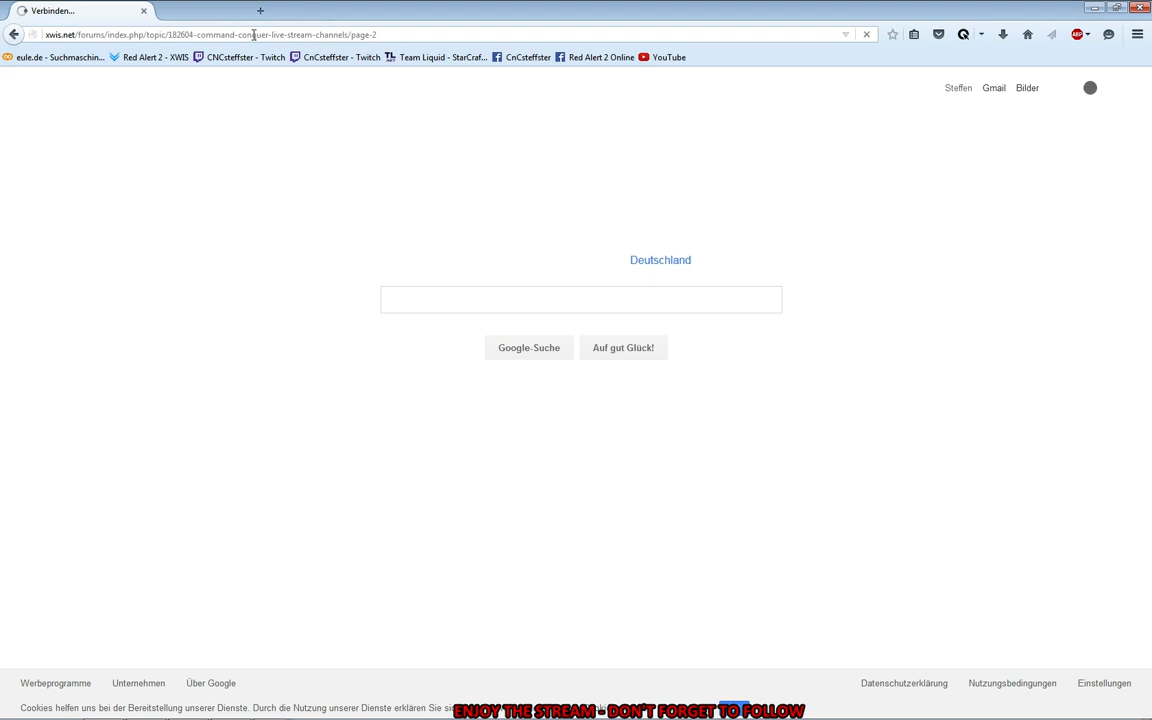 Verbinden...
xwis.net/forums/index.php/topic/182604-command-conquer-live-stream-channels/page-2
eule.de - Suchmaschin... Red Alert 2 - XWIS CNCsteffster - Twitch CnCsteffster - Twitch TL Team Liquid - StarCraf... CnCsteffster Red Alert 2 Online YouTube
Steffen Gmail Bilder
Deutschland
Google-Suche Auf gut Glück!
Werbeprogramme Unternehmen Über Google Datenschutzerklärung Nutzungsbedingungen Einstellungen
Cookies helfen uns bei der Bereitstellung unserer Dienste. Durch die Nutzung unserer Dienste erklären Sie
ENJOY THE STREAM - DON'T FORGET TO FOLLOW